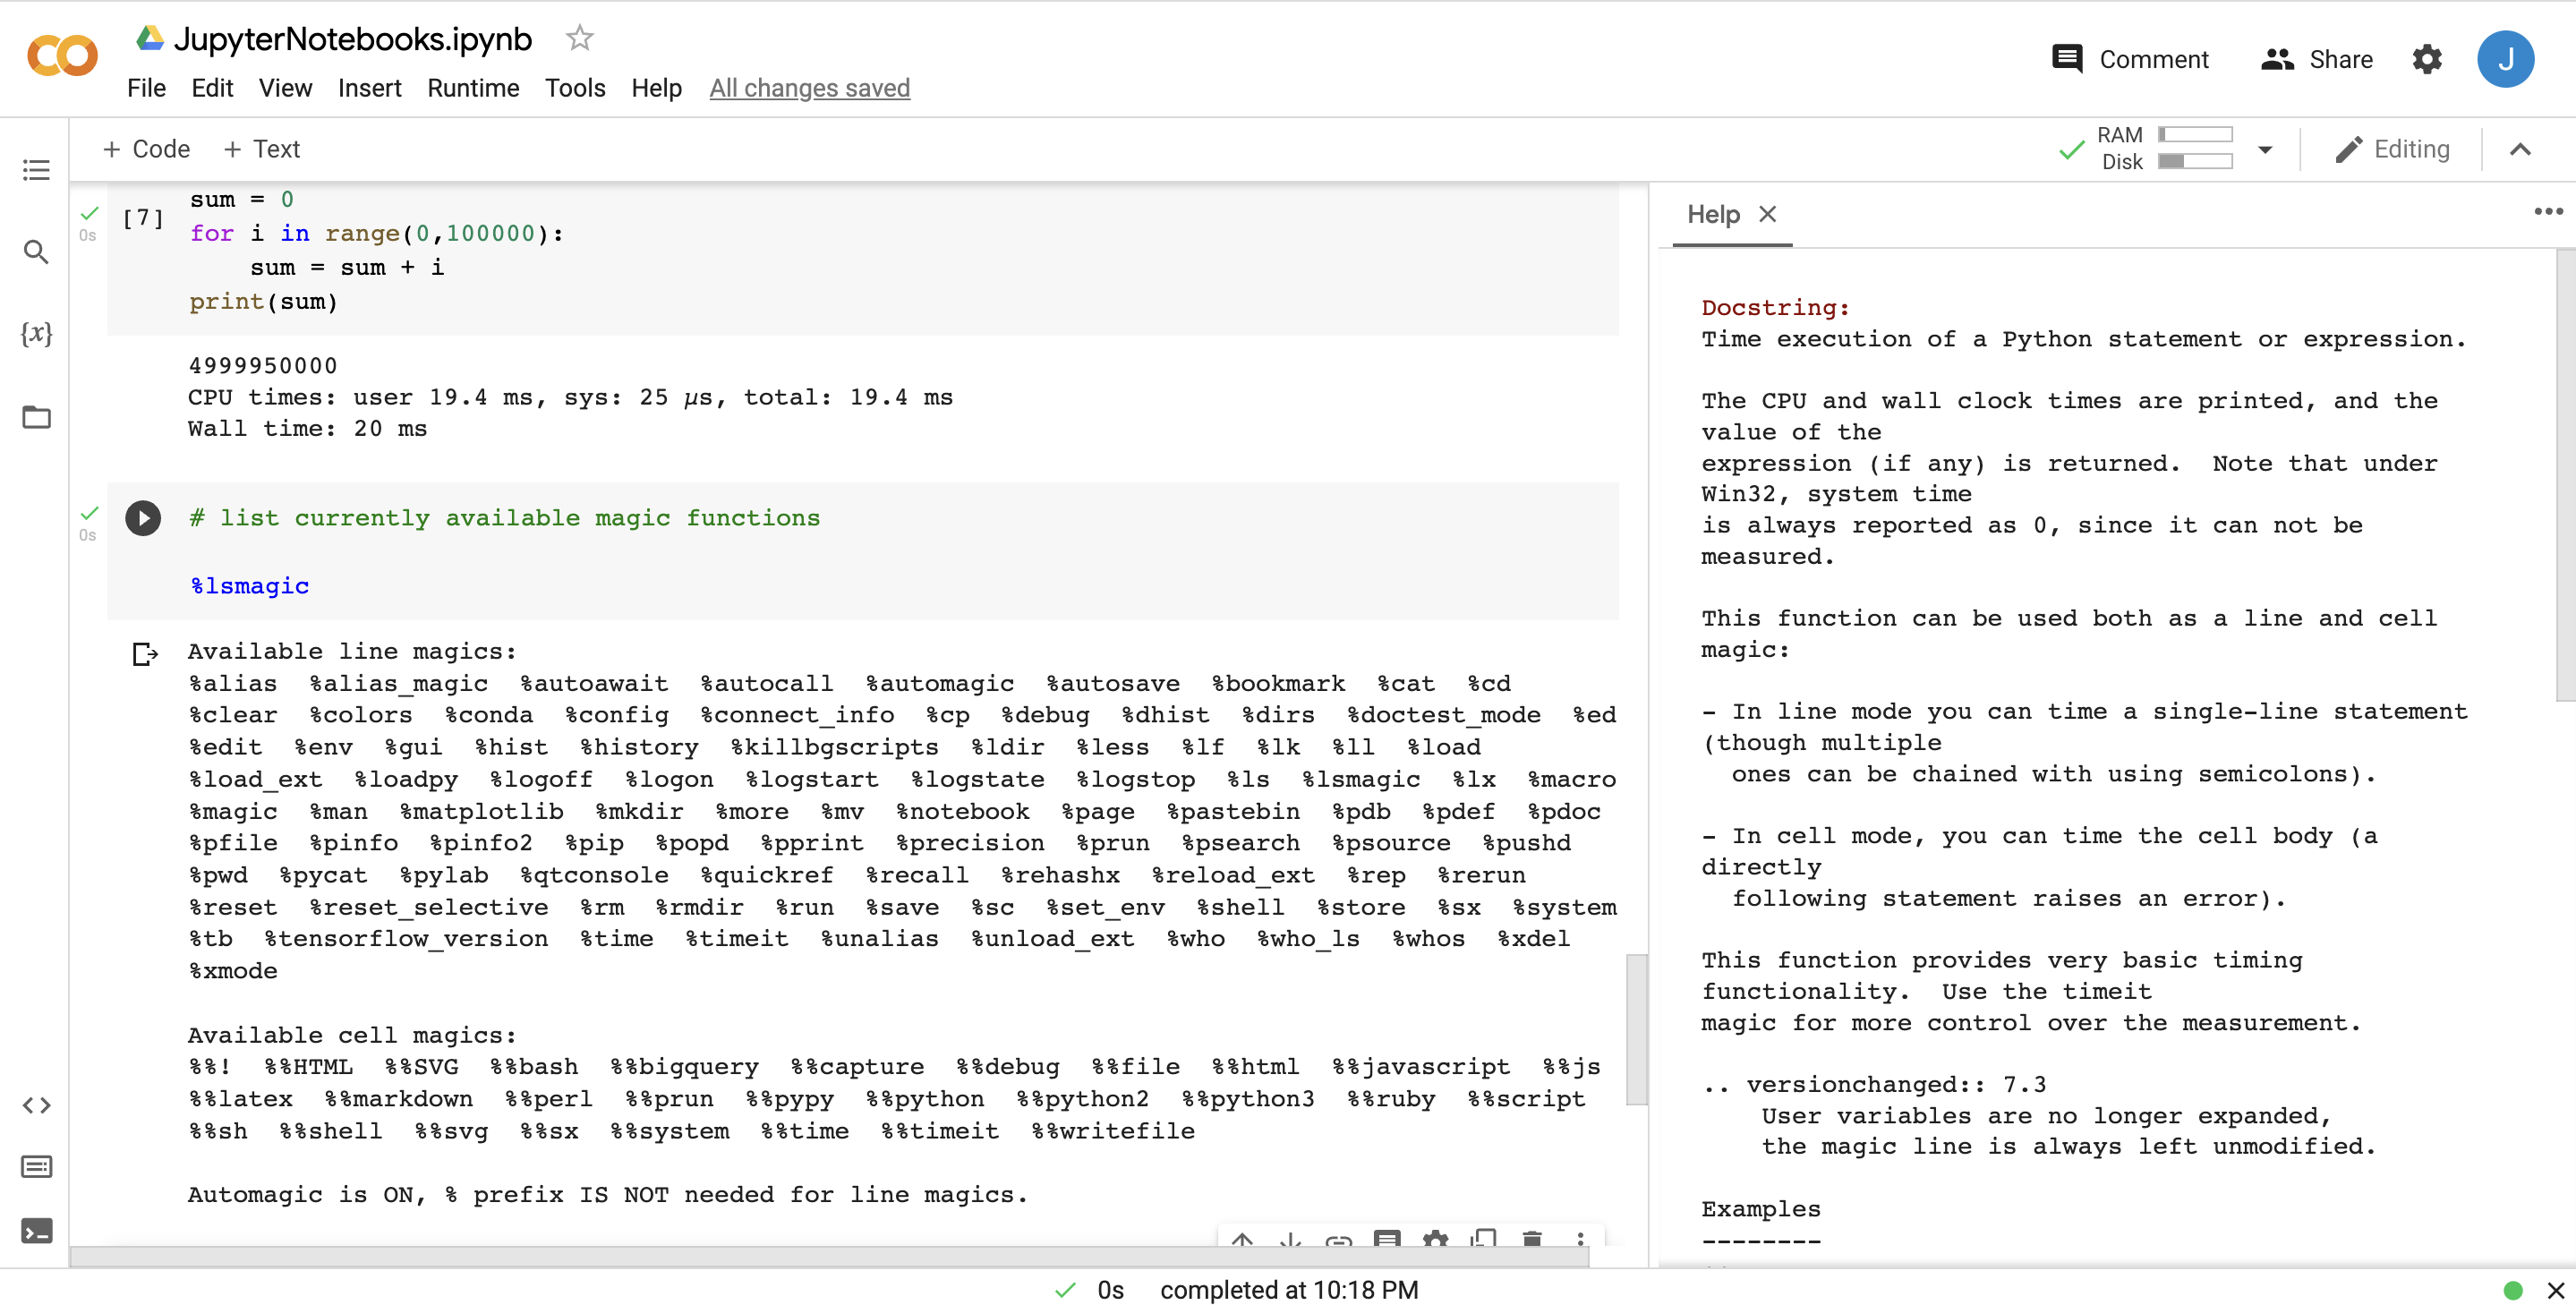 JupyterNotebooks.ipynb
File Edit View Insert Runtime Tools Help All changes saved
Comment Share J
+ Code + Text
RAM
Disk
Editing
[7]
0s
sum = 0
for i in range(0,100000):
    sum = sum + i
print(sum)
4999950000
CPU times: user 19.4 ms, sys: 25 µs, total: 19.4 ms
Wall time: 20 ms
0s
# list currently available magic functions
%lsmagic
Available line magics:
%alias %alias_magic %autoawait %autocall %automagic %autosave %bookmark %cat %cd
%clear %colors %conda %config %connect_info %cp %debug %dhist %dirs %doctest_mode %ed
%edit %env %gui %hist %history %killbgscripts %ldir %less %lf %lk %ll %load
%load_ext %loadpy %logoff %logon %logstart %logstate %logstop %ls %lsmagic %lx %macro
%magic %man %matplotlib %mkdir %more %mv %notebook %page %pastebin %pdb %pdef %pdoc
%pfile %pinfo %pinfo2 %pip %popd %pprint %precision %prun %psearch %psource %pushd
%pwd %pycat %pylab %qtconsole %quickref %recall %rehashx %reload_ext %rep %rerun
%reset %reset_selective %rm %rmdir %run %save %sc %set_env %shell %store %sx %system
%tb %tensorflow_version %time %timeit %unalias %unload_ext %who %who_ls %whos %xdel
%xmode
Available cell magics:
%%! %%HTML %%SVG %%bash %%bigquery %%capture %%debug %%file %%html %%javascript %%js
%%latex %%markdown %%perl %%prun %%pypy %%python %%python2 %%python3 %%ruby %%script
%%sh %%shell %%svg %%sx %%system %%time %%timeit %%writefile
Automagic is ON, % prefix IS NOT needed for line magics.
Help
Docstring:
Time execution of a Python statement or expression.
The CPU and wall clock times are printed, and the
value of the
expression (if any) is returned.  Note that under
Win32, system time
is always reported as 0, since it can not be
measured.
This function can be used both as a line and cell
magic:
- In line mode you can time a single-line statement
(though multiple
  ones can be chained with using semicolons).
- In cell mode, you can time the cell body (a
directly
  following statement raises an error).
This function provides very basic timing
functionality.  Use the timeit
magic for more control over the measurement.
.. versionchanged:: 7.3
    User variables are no longer expanded,
    the magic line is always left unmodified.
Examples
--------
0s completed at 10:18 PM